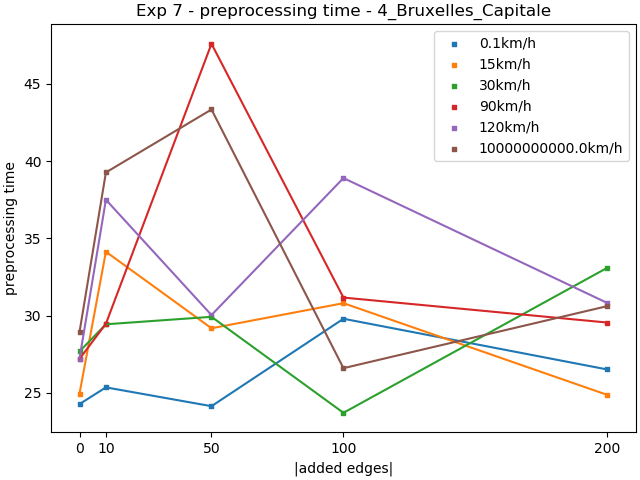 Exp 7 - preprocessing time - 4_Bruxelles_Capitale
0.1km/h
15km/h
30km/h
90km/h
120km/h
10000000000.0km/h
preprocessing time
45
40
35
30
25
0 10 50 100 200
|added edges|